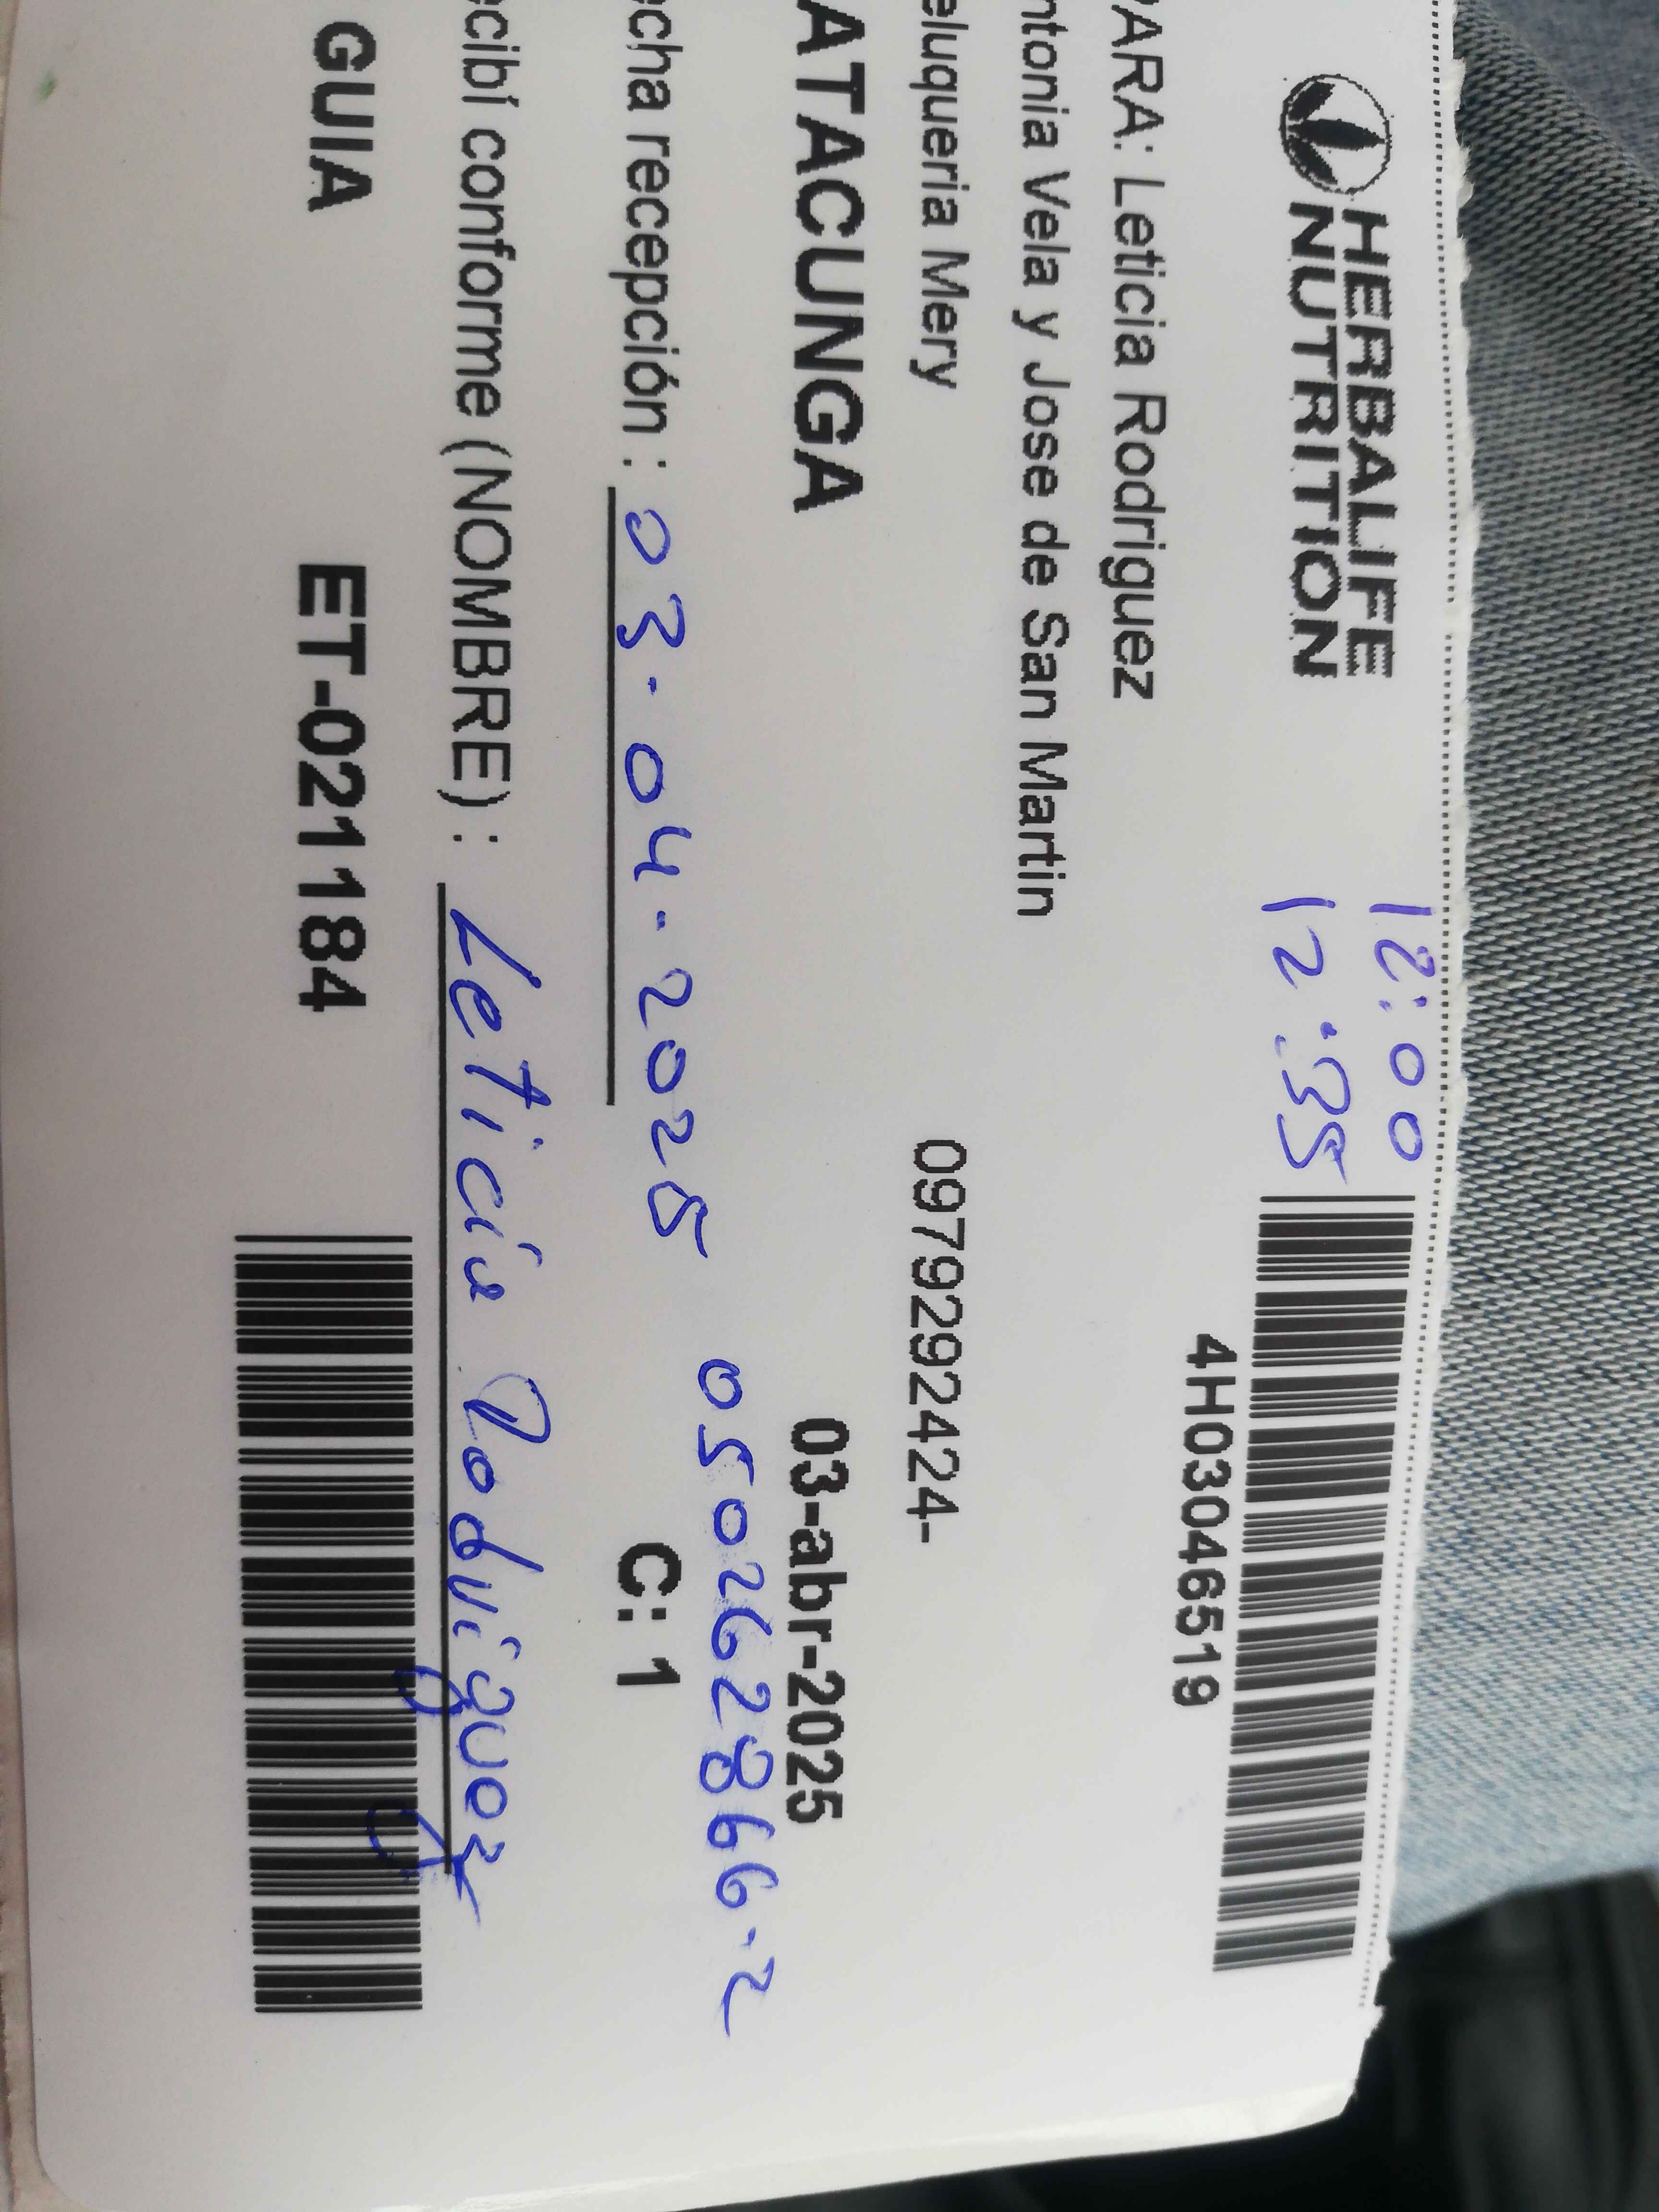 HERBALIFE
NUTRITION
12:00
12:35
4H03046519
PARA: Leticia Rodriguez
ntonia Vela y Jose de San Martin
eluqueria Mery
0979292424-
ATACUNGA
03-abr-2025
050262866-2
echa recepción : 03.04.2025
C: 1
ecibí conforme (NOMBRE) : Leticia Rodriguez
GUIA
ET-021184